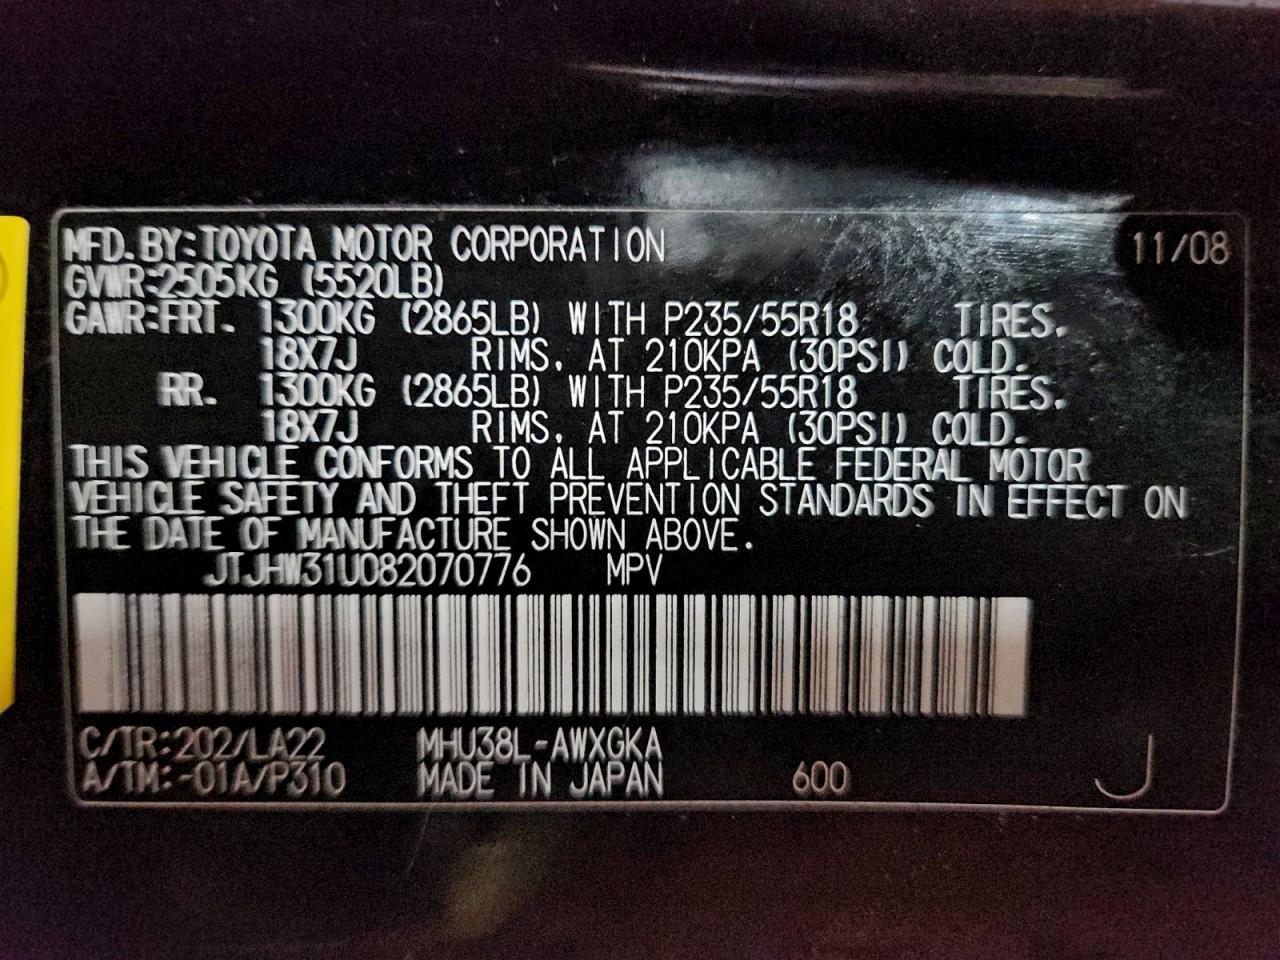 MFD.BY:TOYOTA MOTOR CORPORATION 11/08
GVWR:2505KG (5520LB)
GAWR:FRT. 1300KG (2865LB) WITH P235/55R18 TIRES.
18X7J RIMS, AT 210KPA (30PSI) COLD.
RR. 1300KG (2865LB) WITH P235/55R18 TIRES.
18X7J RIMS, AT 210KPA (30PSI) COLD.
THIS VEHICLE CONFORMS TO ALL APPLICABLE FEDERAL MOTOR
VEHICLE SAFETY AND THEFT PREVENTION STANDARDS IN EFFECT ON
THE DATE OF MANUFACTURE SHOWN ABOVE.
JTJHW31U082070776 MPV
C/TR:202/LA22 MHU38L-AWXGKA
A/TM:-01A/P310 MADE IN JAPAN 600 J